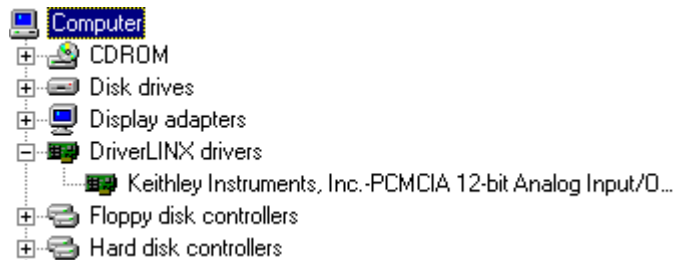 Computer
CDROM
Disk drives
Display adapters
DriverLINX drivers
Keithley Instruments, Inc.-PCMCIA 12-bit Analog Input/O...
Floppy disk controllers
Hard disk controllers